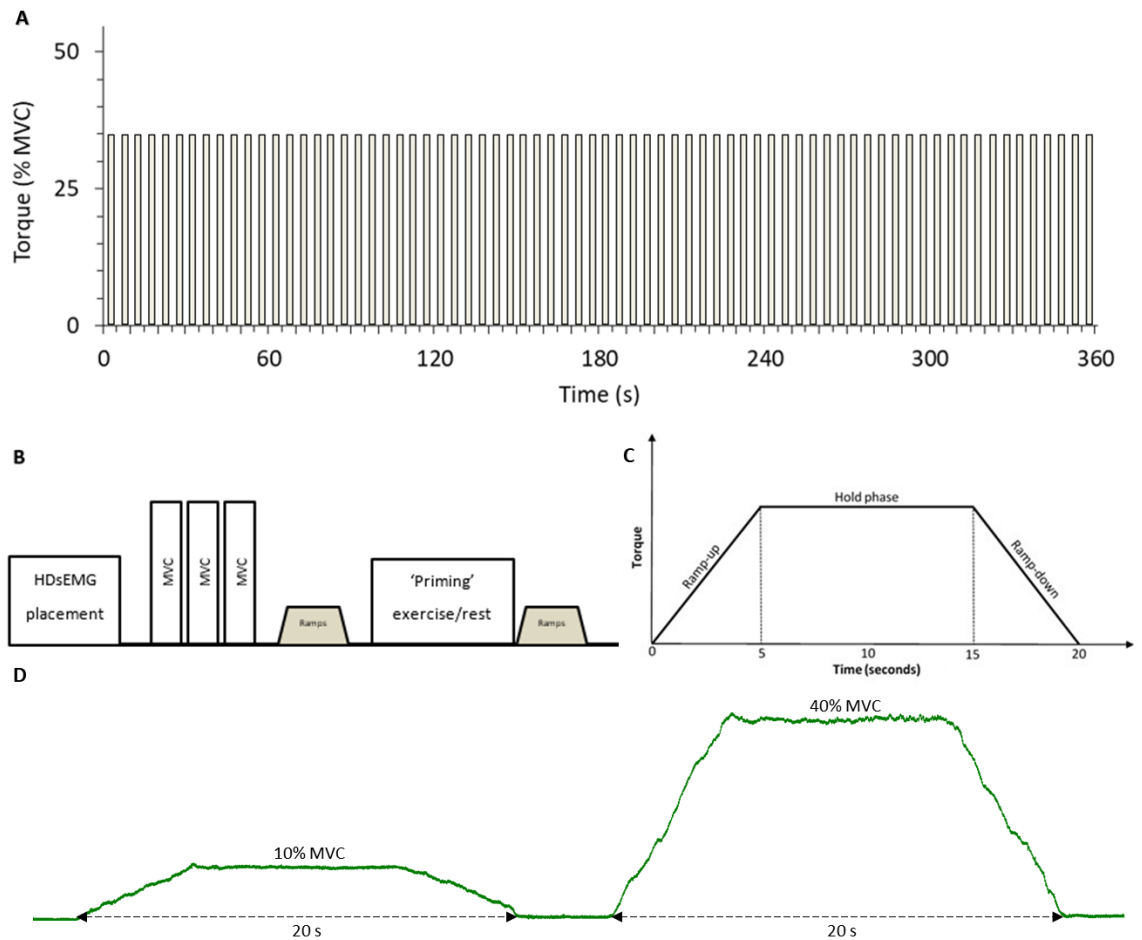 A
50
25
0
Torque (% MVC)
0 60 120 180 240 300 360
Time (s)
B
HDsEMG
placement
MVC
MVC
MVC
Ramps
'Priming'
exercise/rest
Ramps
C
Torque
Ramp-up
Hold phase
Ramp-down
0 5 10 15 20
Time (seconds)
D
10% MVC
40% MVC
20 s
20 s